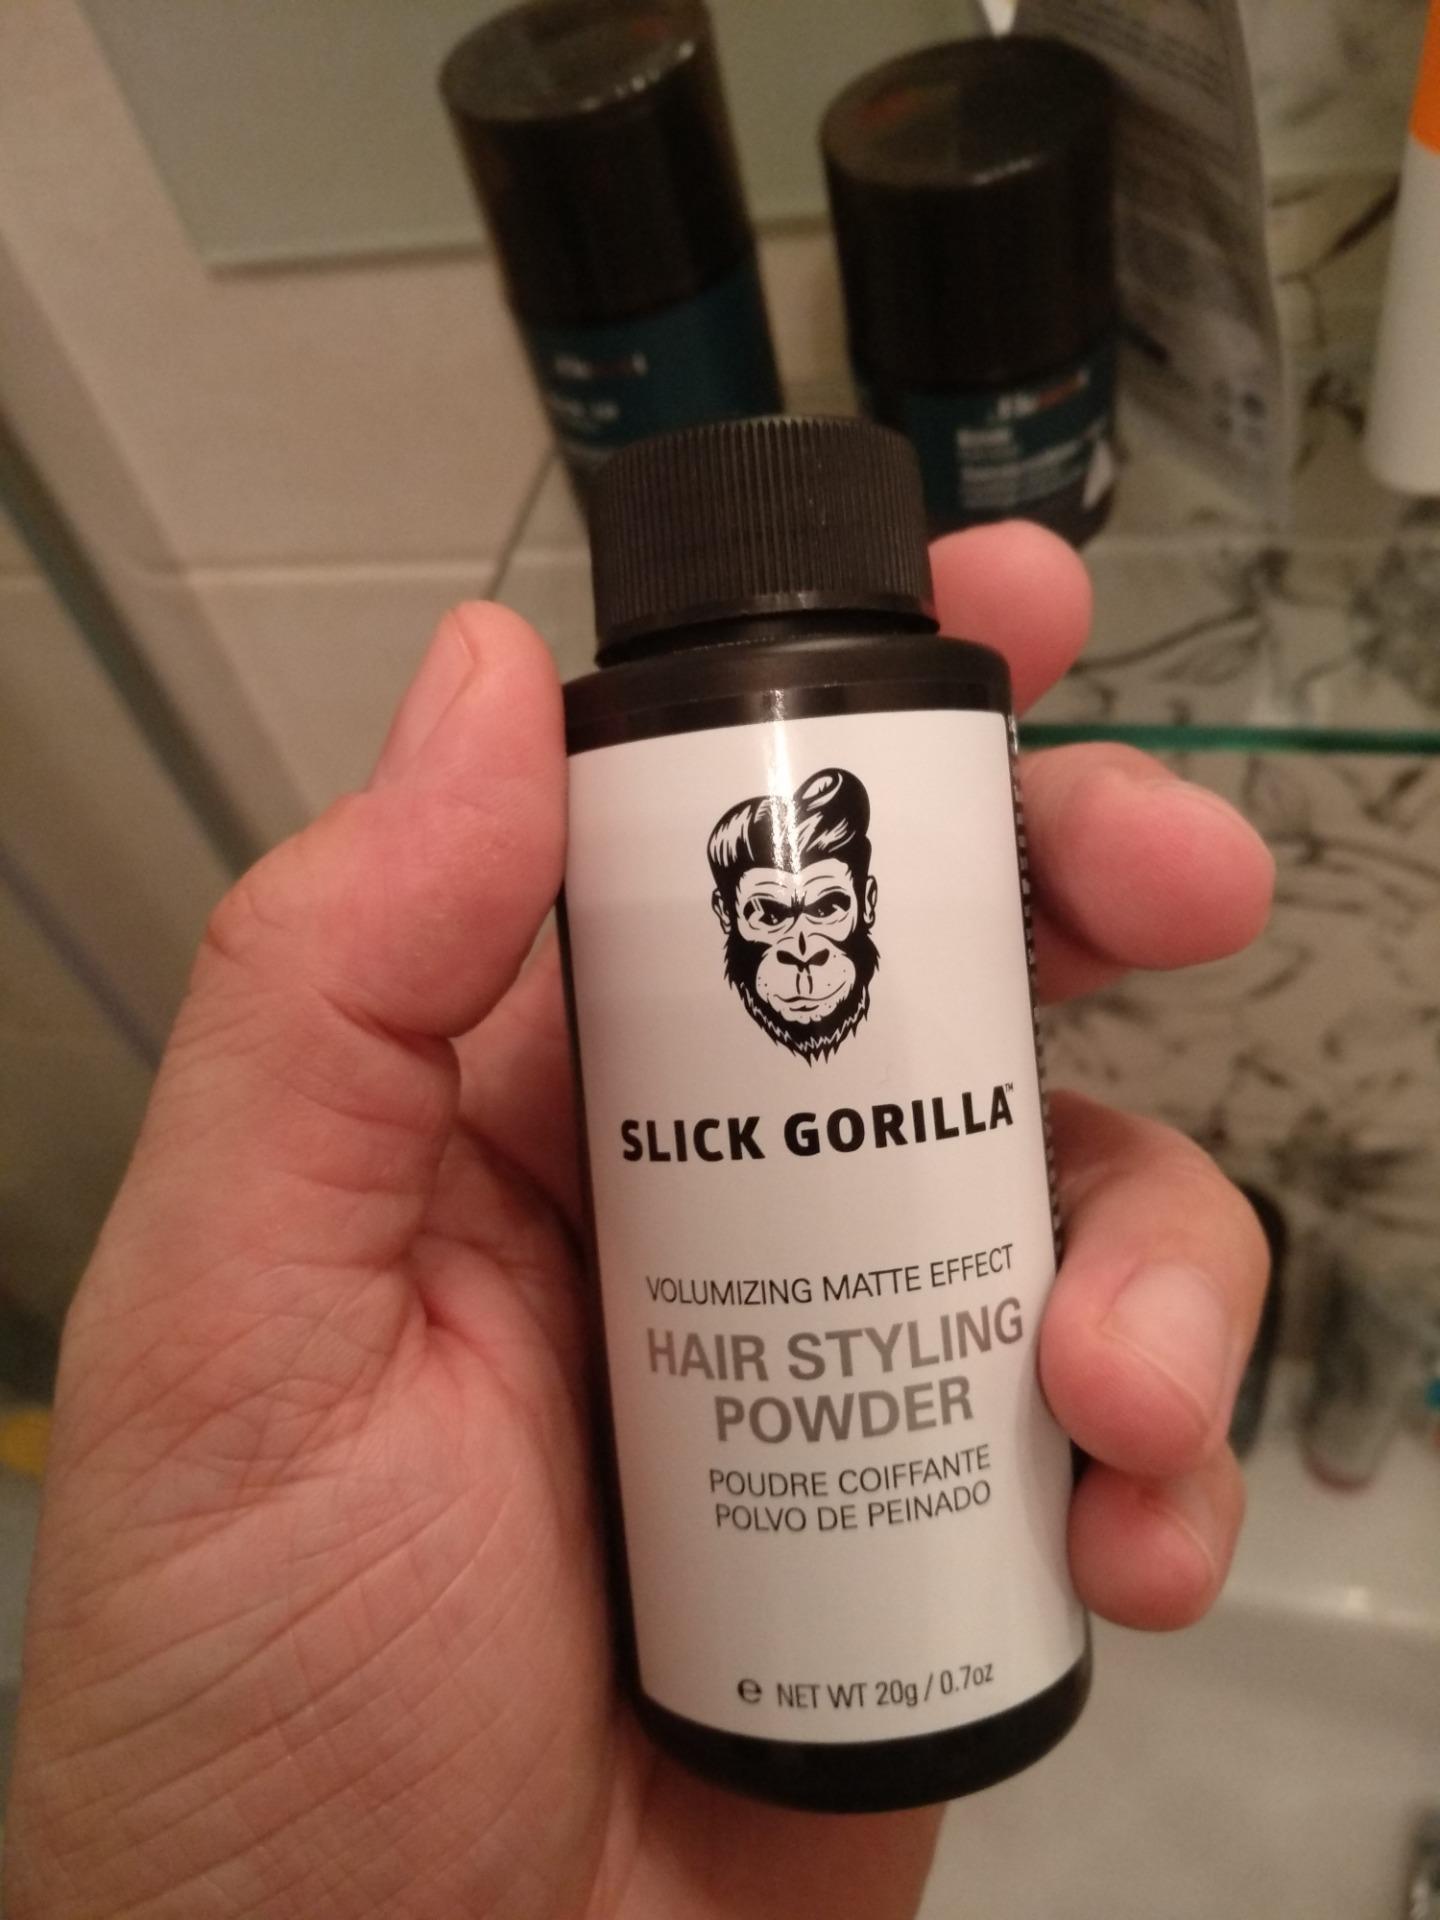 SLICK GORILLA™
VOLUMIZING MATTE EFFECT
HAIR STYLING
POWDER
POUDRE COIFFANTE
POLVO DE PEINADO
℮ NET WT 20g / 0.7oz